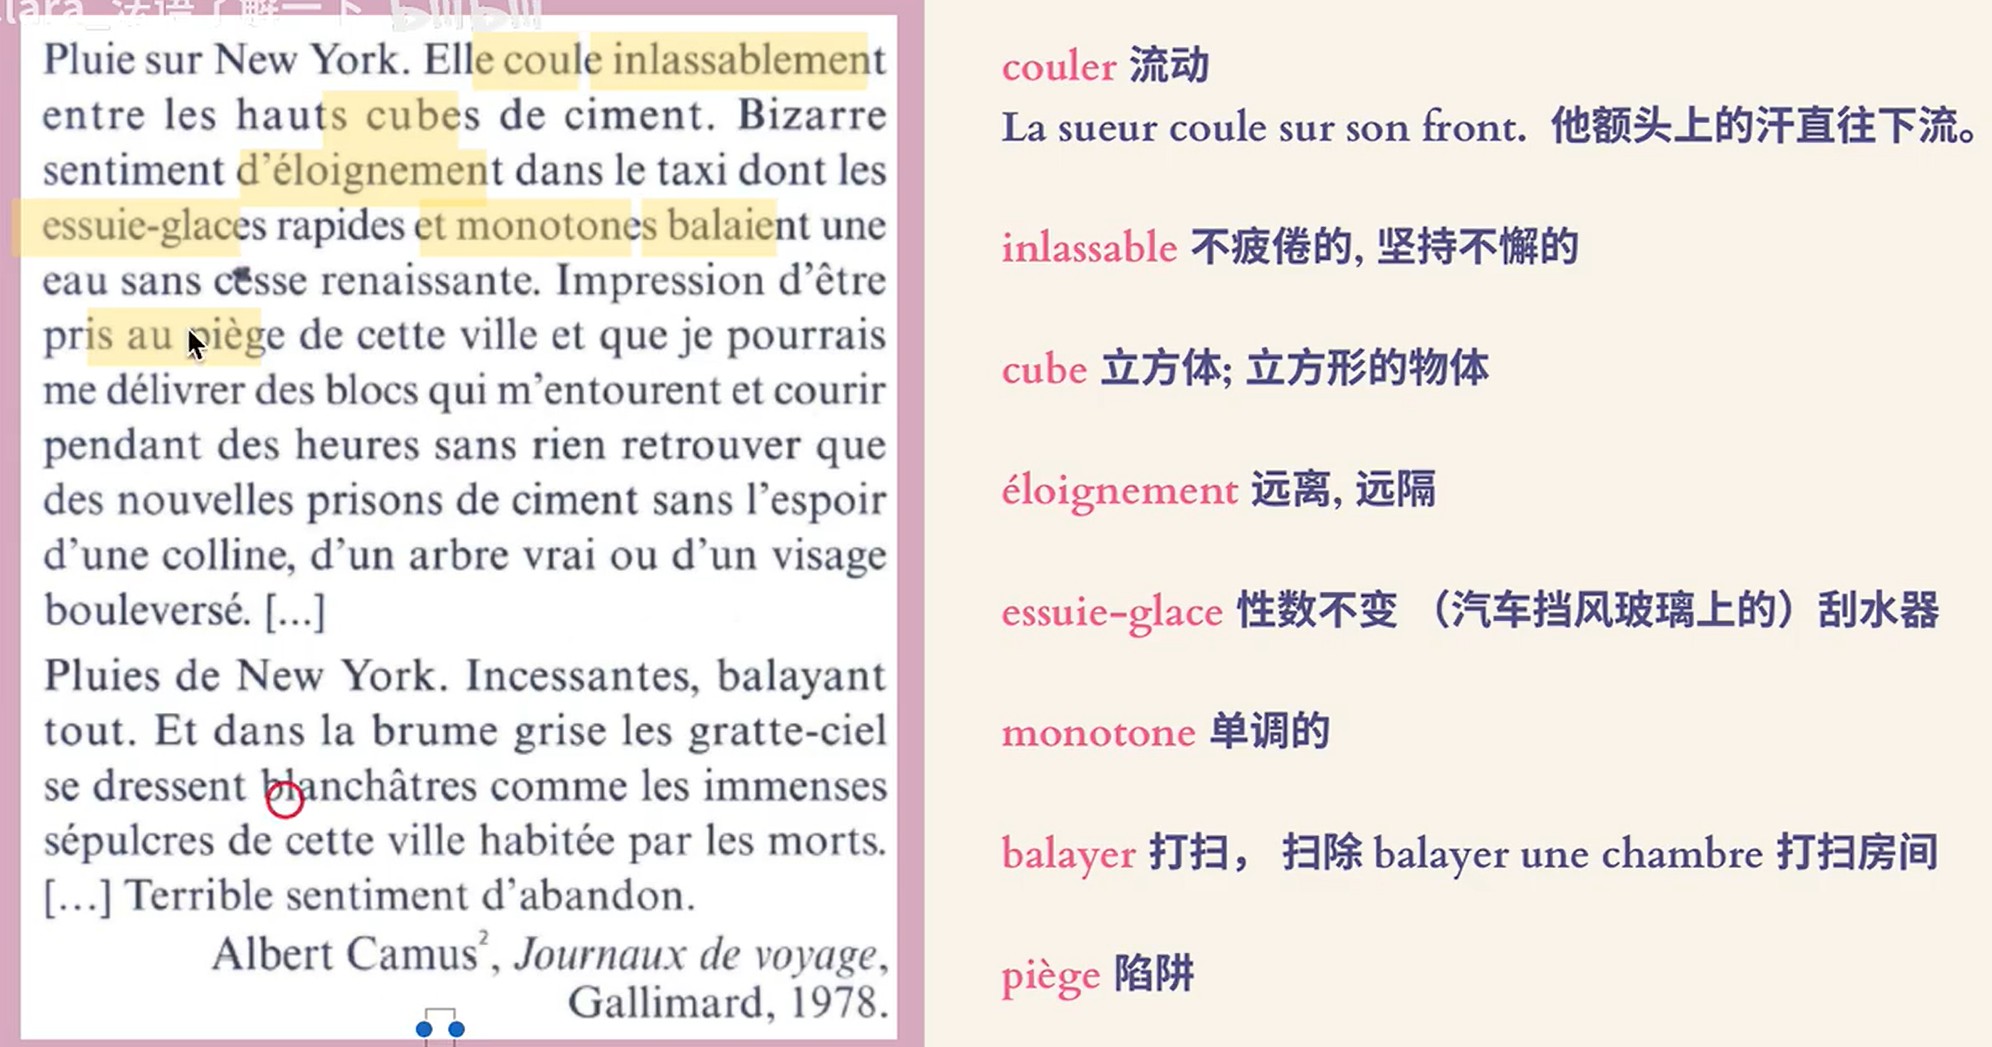 法语了解一下 bilibili
Pluie sur New York. Elle coule inlassablement
entre les hauts cubes de ciment. Bizarre
sentiment d'éloignement dans le taxi dont les
essuie-glaces rapides et monotones balaient une
eau sans cesse renaissante. Impression d'être
pris au piège de cette ville et que je pourrais
me délivrer des blocs qui m'entourent et courir
pendant des heures sans rien retrouver que
des nouvelles prisons de ciment sans l'espoir
d'une colline, d'un arbre vrai ou d'un visage
bouleversé. [...]
Pluies de New York. Incessantes, balayant
tout. Et dans la brume grise les gratte-ciel
se dressent blanchâtres comme les immenses
sépulcres de cette ville habitée par les morts.
[...] Terrible sentiment d'abandon.
Albert Camus², Journaux de voyage,
Gallimard, 1978.
couler 流动
La sueur coule sur son front. 他额头上的汗直往下流。
inlassable 不疲倦的, 坚持不懈的
cube 立方体; 立方形的物体
éloignement 远离, 远隔
essuie-glace 性数不变 （汽车挡风玻璃上的）刮水器
monotone 单调的
balayer 打扫， 扫除 balayer une chambre 打扫房间
piège 陷阱